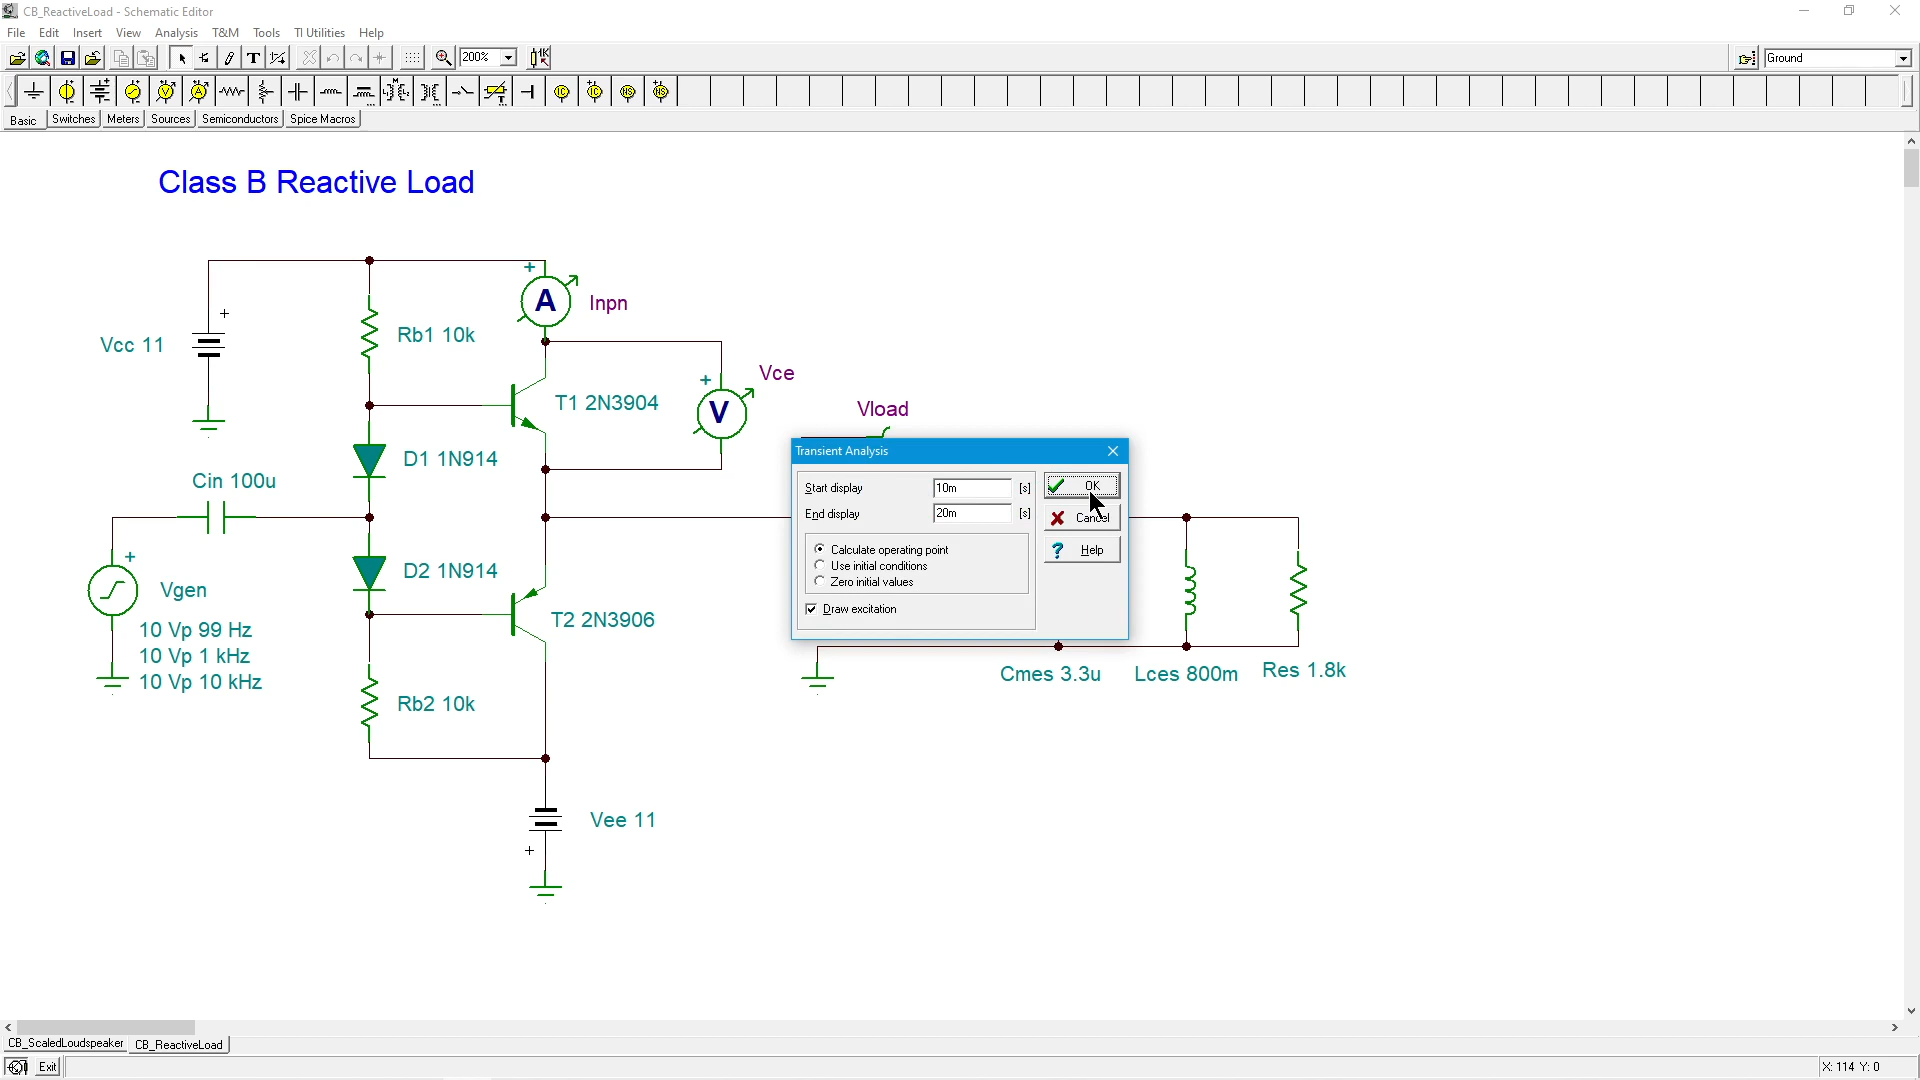 CB_ReactiveLoad - Schematic Editor
File Edit Insert View Analysis T&M Tools TI Utilities Help
200%
1K
Ground
Basic Switches Meters Sources Semiconductors Spice Macros
Class B Reactive Load
+
A
Inpn
+
Vcc 11
Rb1 10k
Vce
+
V
T1 2N3904
Vload
D1 1N914
Cin 100u
Transient Analysis
Start display 10m [s]
End display 20m [s]
Calculate operating point
Use initial conditions
Zero initial values
Draw excitation
OK
Cancel
? Help
+
Vgen
10 Vp 99 Hz
10 Vp 1 kHz
10 Vp 10 kHz
D2 1N914
T2 2N3906
Rb2 10k
Cmes 3.3u
Lces 800m
Res 1.8k
Vee 11
+
CB_ScaledLoudspeaker CB_ReactiveLoad
Exit
X: 114 Y: 0